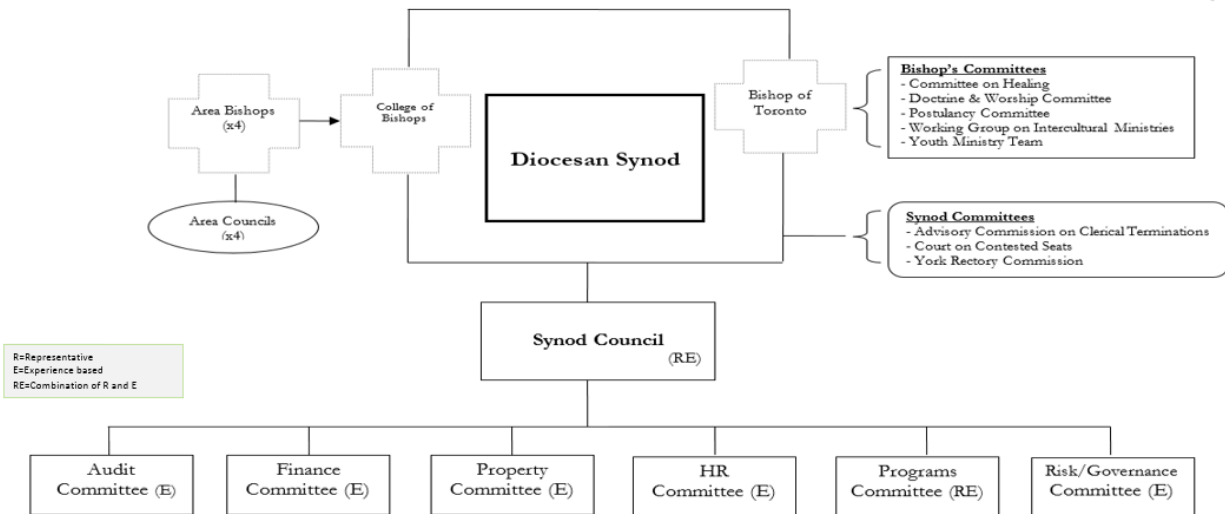 Area Bishops
(x4)
College of
Bishops
Bishop of
Toronto
Bishop's Committees
- Committee on Healing
- Doctrine & Worship Committee
- Postulancy Committee
- Working Group on Intercultural Ministries
- Youth Ministry Team
Diocesan Synod
Area Councils
(x4)
Synod Committees
- Advisory Commission on Clerical Terminations
- Court on Contested Seats
- York Rectory Commission
Synod Council
(RE)
R=Representative
E=Experience based
RE=Combination of R and E
Audit
Committee (E)
Finance
Committee (E)
Property
Committee (E)
HR
Committee (E)
Programs
Committee (RE)
Risk/Governance
Committee (E)